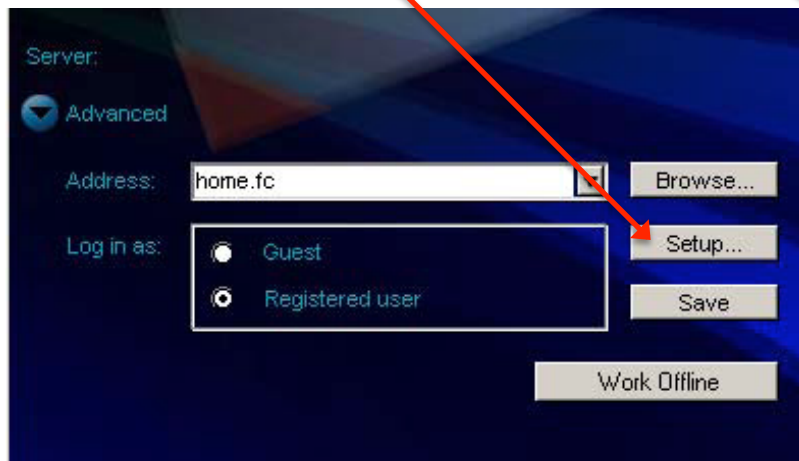 Server:
Advanced
Address: home.fc Browse...
Log in as: Guest Setup...
Registered user Save
Work Offline